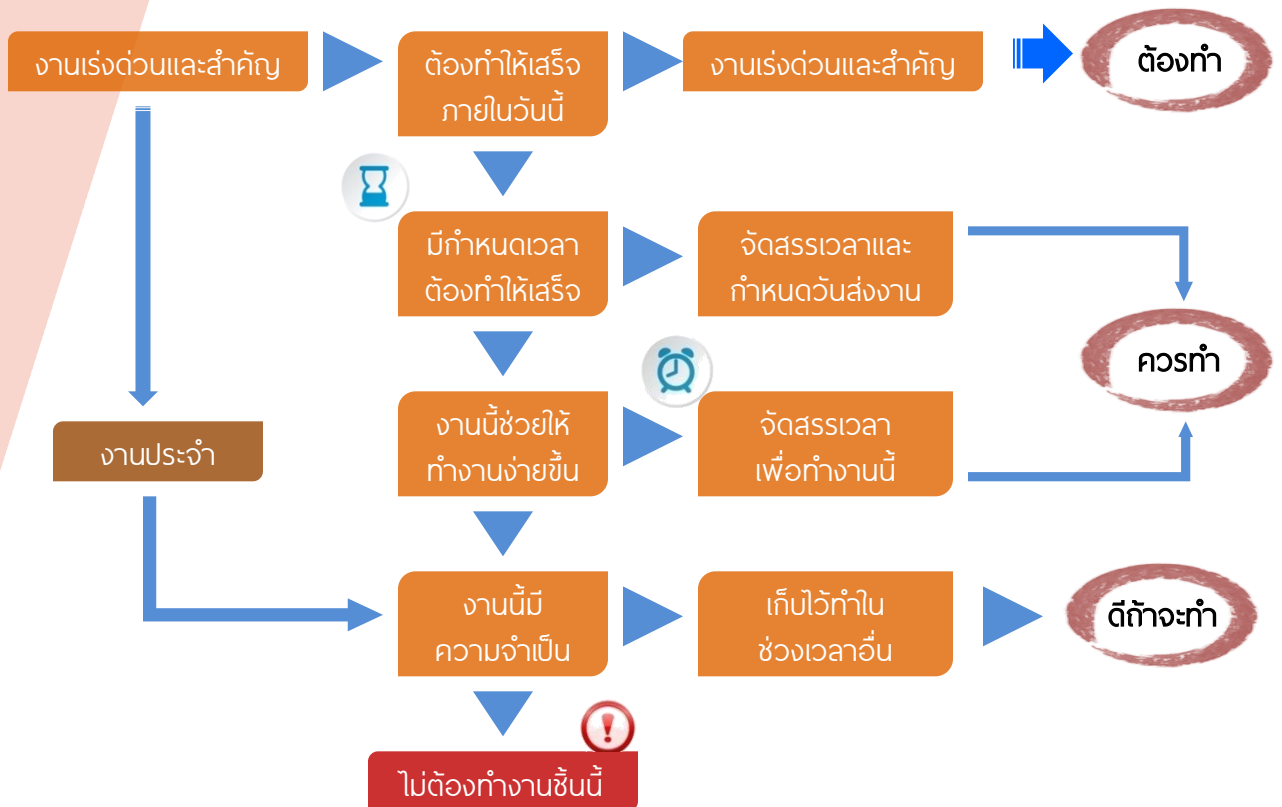 งานเร่งด่วนและสำคัญ
ต้องทำให้เสร็จ
ภายในวันนี้
งานเร่งด่วนและสำคัญ
ต้องทำ
มีกำหนดเวลา
ต้องทำให้เสร็จ
จัดสรรเวลาและ
กำหนดวันส่งงาน
ควรทำ
งานประจำ
งานนี้ช่วยให้
ทำงานง่ายขึ้น
จัดสรรเวลา
เพื่อทำงานนี้
งานนี้มี
ความจำเป็น
เก็บไว้ทำใน
ช่วงเวลาอื่น
ดีถ้าจะทำ
ไม่ต้องทำงานชิ้นนี้